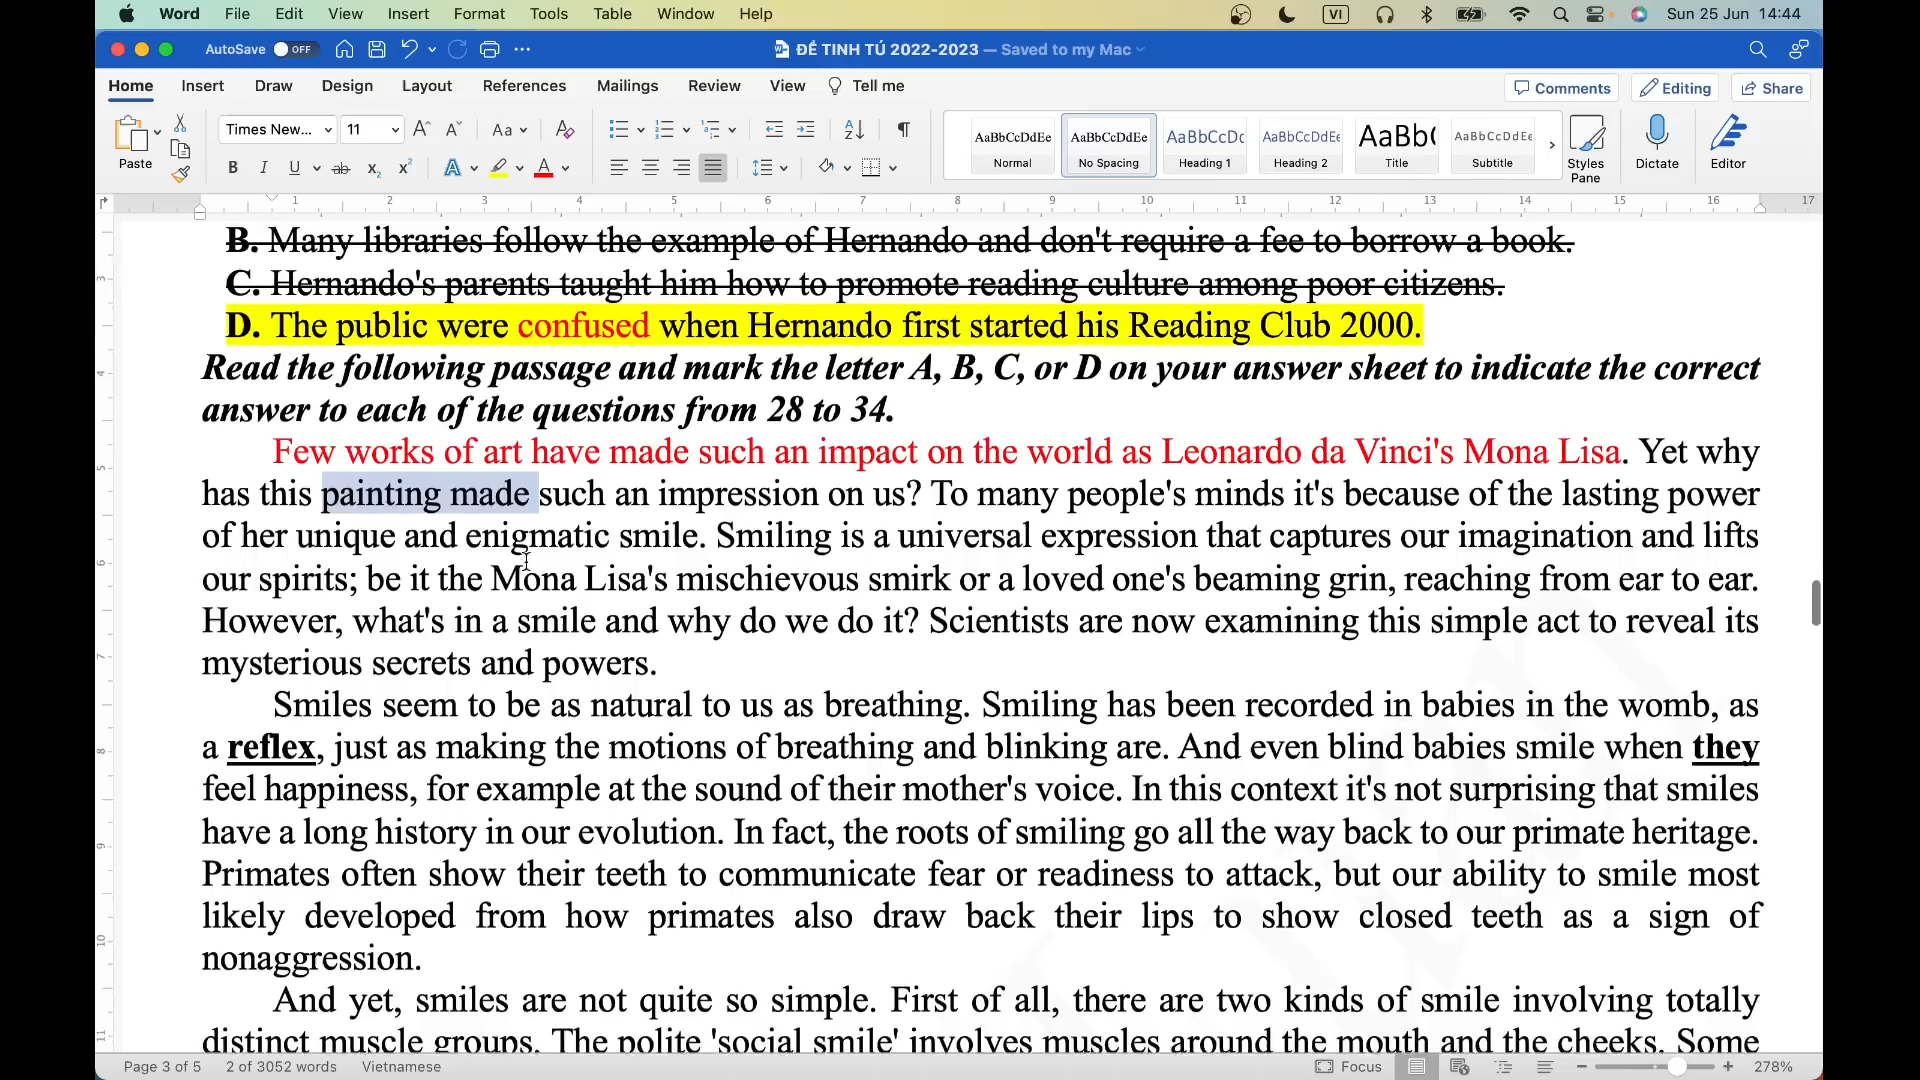 Word File Edit View Insert Format Tools Table Window Help VI Sun 25 Jun 14:44
AutoSave OFF ĐỀ TINH TÚ 2022-2023 — Saved to my Mac
Home Insert Draw Design Layout References Mailings Review View Tell me Comments Editing Share
Times New... 11 Aa AaBbCcDdEe AaBbCcDdEe AaBbCcDc AaBbCcDdEe AaBb( AaBbCcDdEe
Paste Normal No Spacing Heading 1 Heading 2 Title Subtitle Styles Pane Dictate Editor
1 2 3 4 5 6 7 8 9 10 11 12 13 14 15 16 17
B. Many libraries follow the example of Hernando and don't require a fee to borrow a book.
C. Hernando's parents taught him how to promote reading culture among poor citizens.
D. The public were confused when Hernando first started his Reading Club 2000.
Read the following passage and mark the letter A, B, C, or D on your answer sheet to indicate the correct
answer to each of the questions from 28 to 34.
Few works of art have made such an impact on the world as Leonardo da Vinci's Mona Lisa. Yet why
has this painting made such an impression on us? To many people's minds it's because of the lasting power
of her unique and enigmatic smile. Smiling is a universal expression that captures our imagination and lifts
our spirits; be it the Mona Lisa's mischievous smirk or a loved one's beaming grin, reaching from ear to ear.
However, what's in a smile and why do we do it? Scientists are now examining this simple act to reveal its
mysterious secrets and powers.
Smiles seem to be as natural to us as breathing. Smiling has been recorded in babies in the womb, as
a reflex, just as making the motions of breathing and blinking are. And even blind babies smile when they
feel happiness, for example at the sound of their mother's voice. In this context it's not surprising that smiles
have a long history in our evolution. In fact, the roots of smiling go all the way back to our primate heritage.
Primates often show their teeth to communicate fear or readiness to attack, but our ability to smile most
likely developed from how primates also draw back their lips to show closed teeth as a sign of
nonaggression.
And yet, smiles are not quite so simple. First of all, there are two kinds of smile involving totally
distinct muscle groups. The polite 'social smile' involves muscles around the mouth and the cheeks. Some
Page 3 of 5 2 of 3052 words Vietnamese Focus 278%